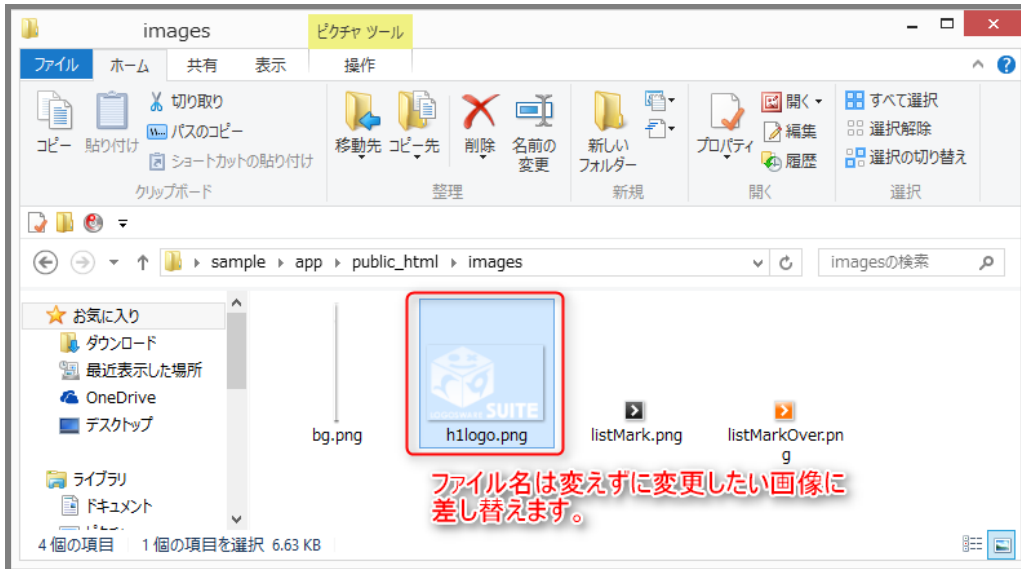 images
ピクチャ ツール
ファイル
ホーム
共有
表示
操作
コピー
貼り付け
切り取り
パスのコピー
ショートカットの貼り付け
クリップボード
移動先
コピー先
削除
名前の
変更
整理
新しい
フォルダー
新規
プロパティ
開く
編集
履歴
開く
すべて選択
選択解除
選択の切り替え
選択
sample app public_html images
imagesの検索
お気に入り
ダウンロード
最近表示した場所
OneDrive
デスクトップ
ライブラリ
ドキュメント
bg.png
LOGOSWARE SUITE
h1logo.png
listMark.png
listMarkOver.pn
g
ファイル名は変えずに変更したい画像に
差し替えます。
4 個の項目 1 個の項目を選択 6.63 KB